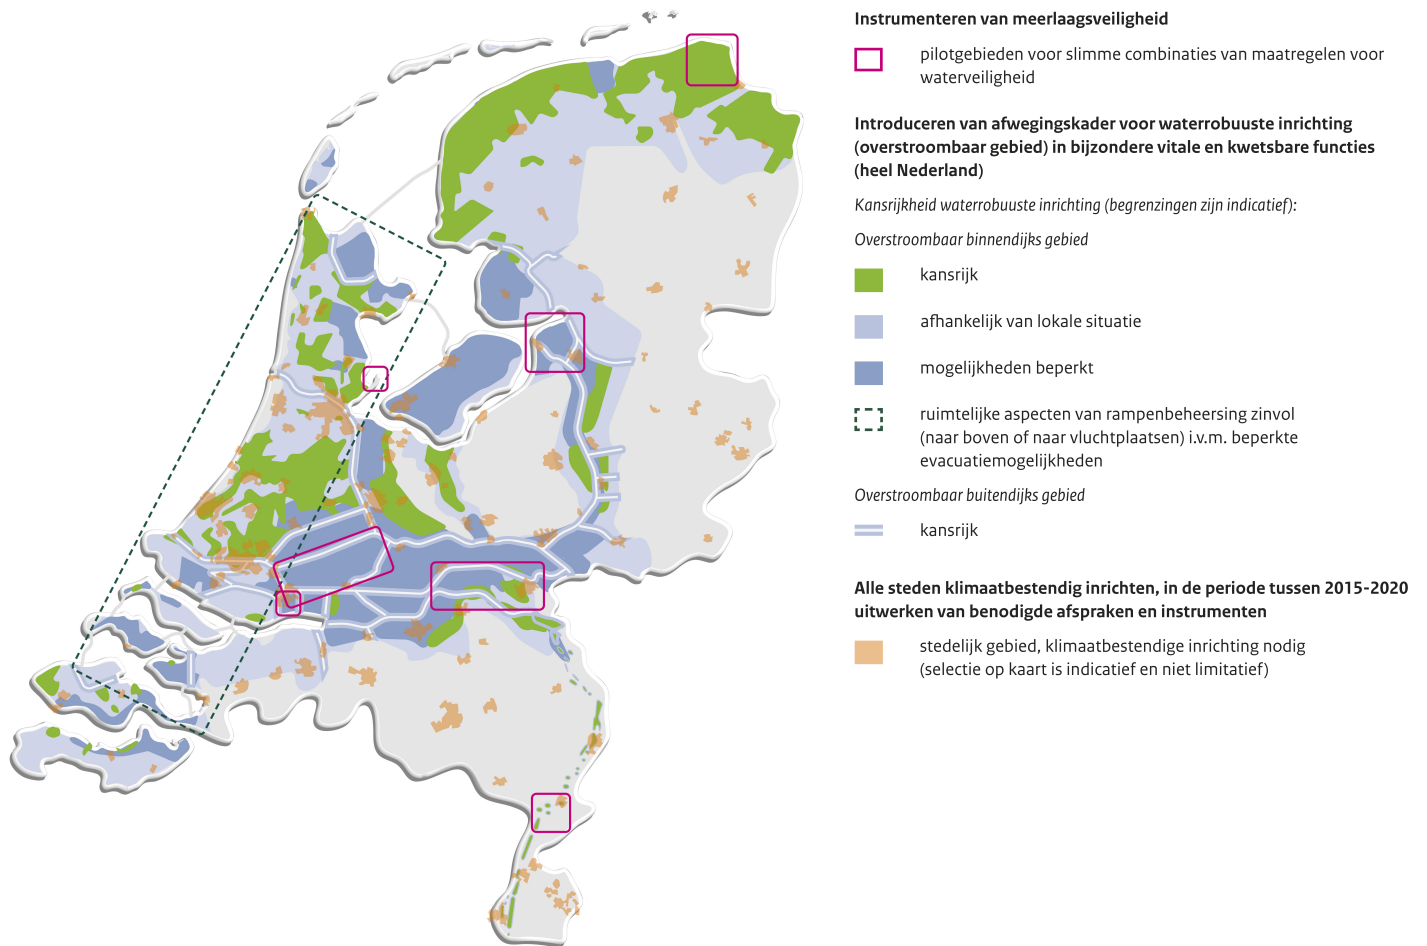 Instrumenteren van meerlaagsveiligheid
pilotgebieden voor slimme combinaties van maatregelen voor
waterveiligheid
Introduceren van afwegingskader voor waterrobuuste inrichting
(overstroombaar gebied) in bijzondere vitale en kwetsbare functies
(heel Nederland)
Kansrijkheid waterrobuuste inrichting (begrenzingen zijn indicatief):
Overstroombaar binnendijks gebied
kansrijk
afhankelijk van lokale situatie
mogelijkheden beperkt
ruimtelijke aspecten van rampenbeheersing zinvol
(naar boven of naar vluchtplaatsen) i.v.m. beperkte
evacuatiemogelijkheden
Overstroombaar buitendijks gebied
kansrijk
Alle steden klimaatbestendig inrichten, in de periode tussen 2015-2020
uitwerken van benodigde afspraken en instrumenten
stedelijk gebied, klimaatbestendige inrichting nodig
(selectie op kaart is indicatief en niet limitatief)